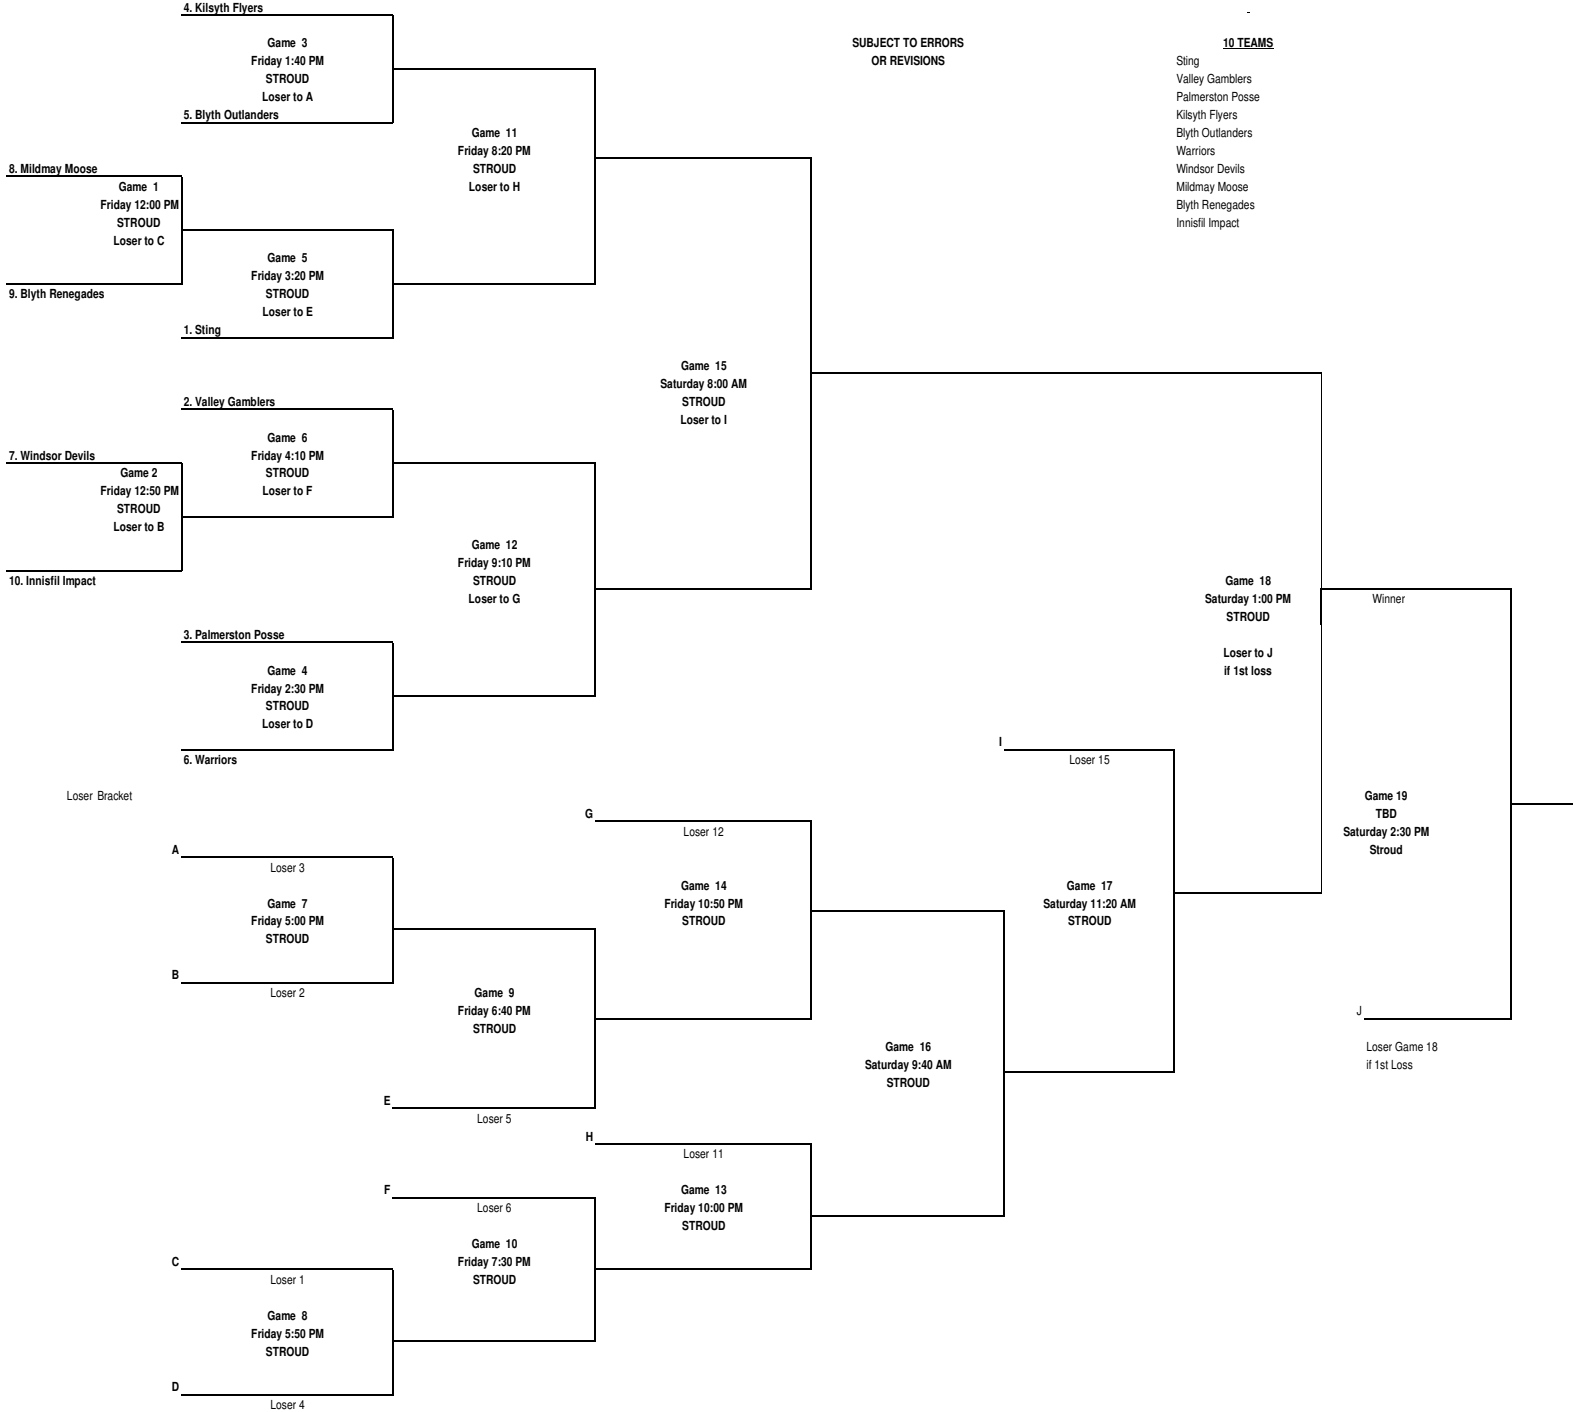 4. Kilsyth Flyers
Game 3
Friday 1:40 PM
STROUD
Loser to A
5. Blyth Outlanders
SUBJECT TO ERRORS
OR REVISIONS
-
10 TEAMS
Sting
Valley Gamblers
Palmerston Posse
Kilsyth Flyers
Blyth Outlanders
Warriors
Windsor Devils
Mildmay Moose
Blyth Renegades
Innisfil Impact
Game 11
Friday 8:20 PM
STROUD
Loser to H
8. Mildmay Moose
Game 1
Friday 12:00 PM
STROUD
Loser to C
9. Blyth Renegades
Game 5
Friday 3:20 PM
STROUD
Loser to E
1. Sting
Game 15
Saturday 8:00 AM
STROUD
Loser to I
2. Valley Gamblers
Game 6
Friday 4:10 PM
STROUD
Loser to F
7. Windsor Devils
Game 2
Friday 12:50 PM
STROUD
Loser to B
10. Innisfil Impact
Game 12
Friday 9:10 PM
STROUD
Loser to G
3. Palmerston Posse
Game 4
Friday 2:30 PM
STROUD
Loser to D
6. Warriors
Game 18
Saturday 1:00 PM
STROUD
Loser to J
if 1st loss
Winner
Loser Bracket
I
Loser 15
G
Loser 12
A
Loser 3
Game 7
Friday 5:00 PM
STROUD
B
Loser 2
Game 14
Friday 10:50 PM
STROUD
Game 17
Saturday 11:20 AM
STROUD
Game 19
TBD
Saturday 2:30 PM
Stroud
Game 9
Friday 6:40 PM
STROUD
J
Loser Game 18
if 1st Loss
Game 16
Saturday 9:40 AM
STROUD
E
Loser 5
H
Loser 11
F
Loser 6
Game 13
Friday 10:00 PM
STROUD
Game 10
Friday 7:30 PM
STROUD
C
Loser 1
Game 8
Friday 5:50 PM
STROUD
D
Loser 4